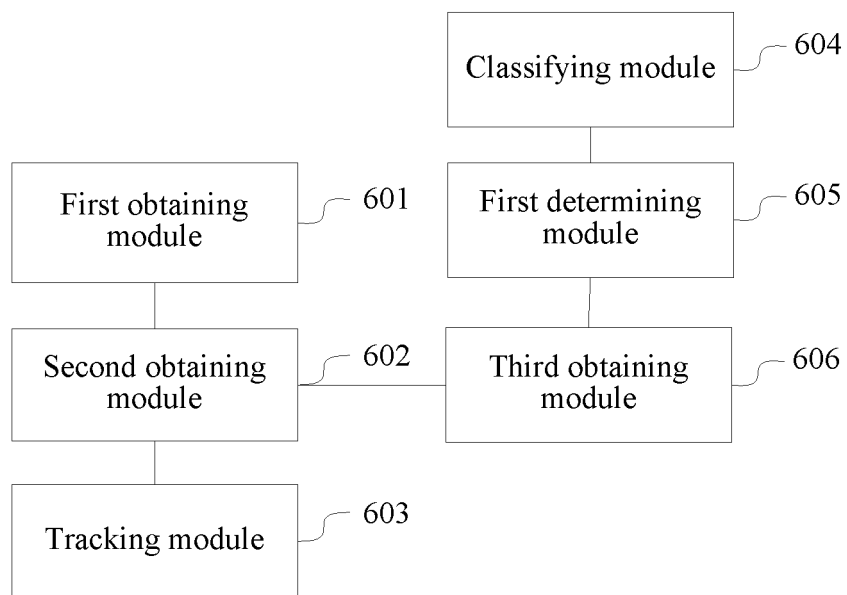 Classifying module
604
First obtaining
module
601
First determining
module
605
Second obtaining
module
602
Third obtaining
module
606
Tracking module
603